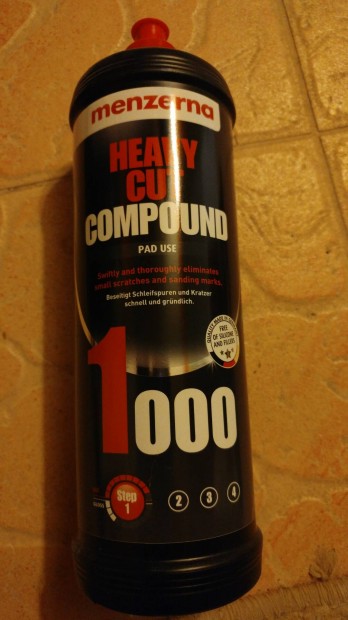 menzerna
HEAVY
CUT
COMPOUND
PAD USE
Swiftly and thoroughly eliminates
small scratches and sanding marks.
Beseitigt Schleifspuren und Kratzer
schnell und gründlich.
FREE
OF SILICONE
AND FILLERS
1000
Step
1
2 3 4